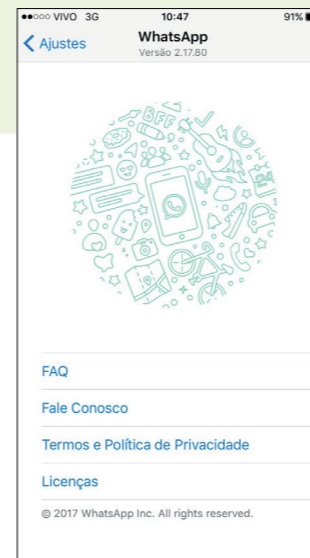 ●●○○○ VIVO 3G 10:47 91%
Ajustes WhatsApp
Versão 2.17.80
BFF
FAQ
Fale Conosco
Termos e Política de Privacidade
Licenças
© 2017 WhatsApp Inc. All rights reserved.